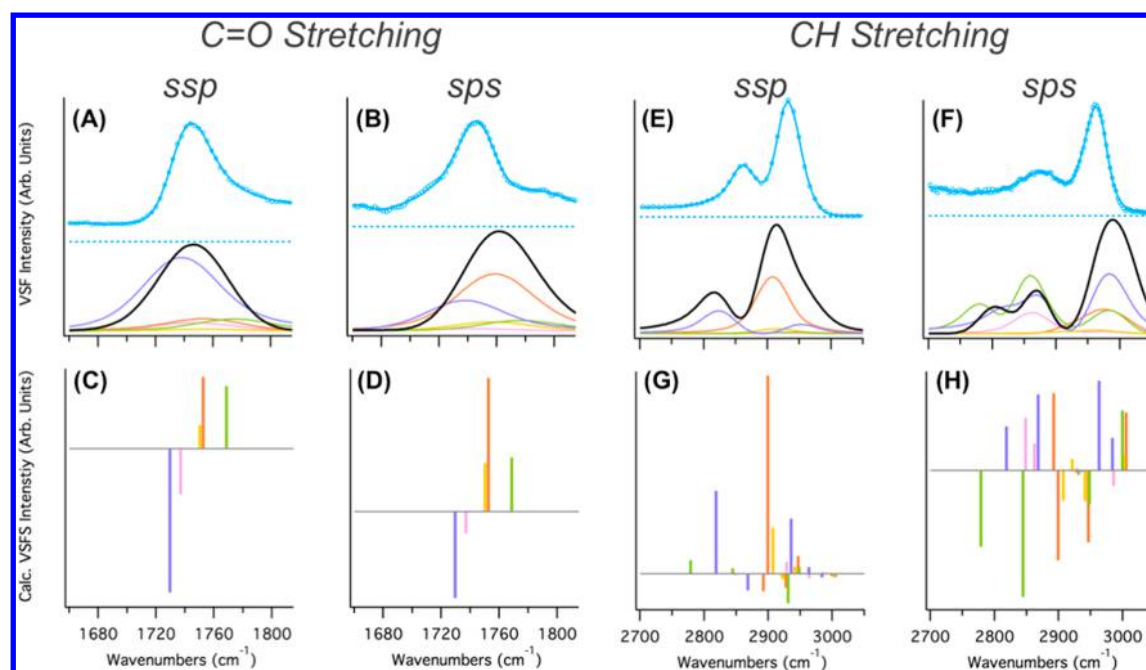 C=O Stretching CH Stretching
ssp sps ssp sps
(A) (B) (E) (F)
VSF Intensity (Arb. Units)
(C) (D) (G) (H)
Calc. VSFS Intenstiy (Arb. Units)
1680 1720 1760 1800 1680 1720 1760 1800 2700 2800 2900 3000 2700 2800 2900 3000
Wavenumbers (cm⁻¹) Wavenumbers (cm⁻¹) Wavenumbers (cm⁻¹) Wavenumbers (cm⁻¹)